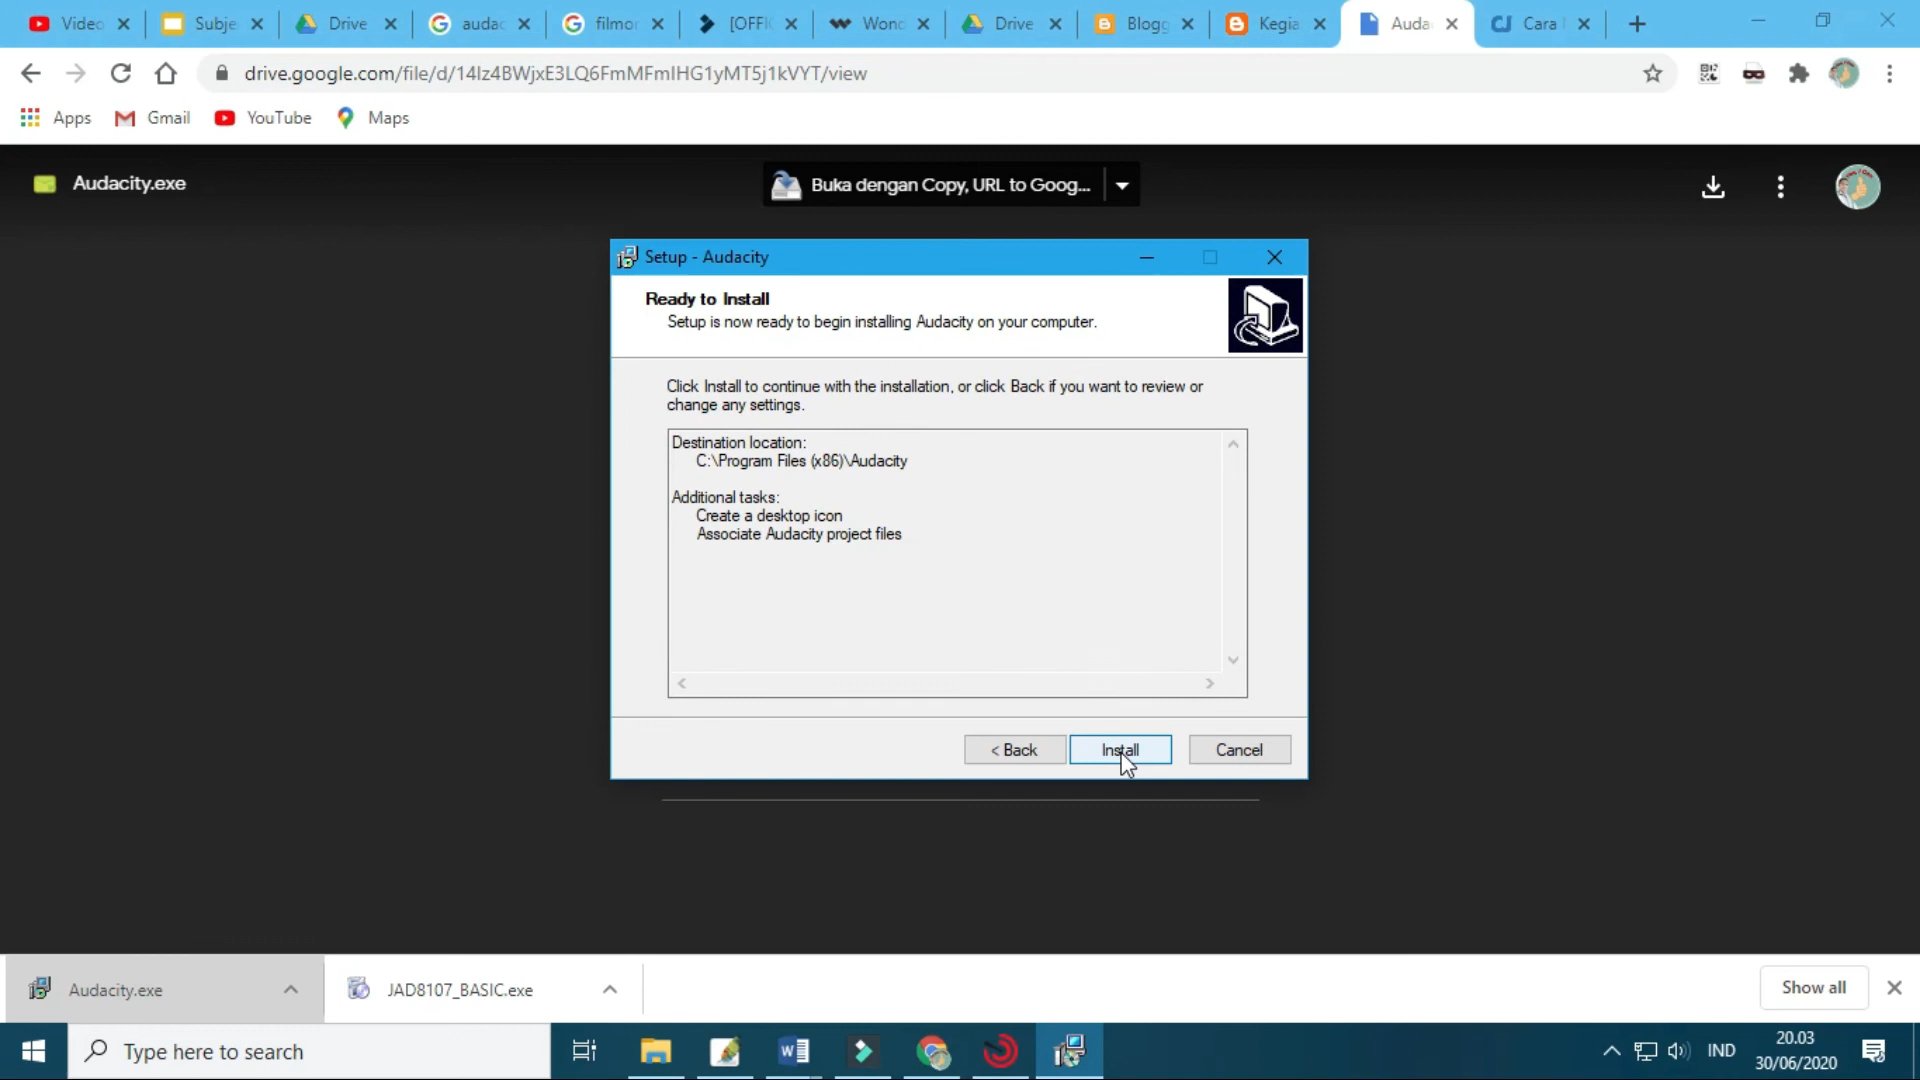 Video
Subje
Drive
audac
filmor
[OFFI
Wond
Drive
Blogg
Kegia
Auda
Cara
drive.google.com/file/d/14Iz4BWjxE3LQ6FmMFmIHG1yMT5j1kVYT/view
Apps
Gmail
YouTube
Maps
Audacity.exe
Buka dengan Copy, URL to Goog...
Setup - Audacity
Ready to Install
Setup is now ready to begin installing Audacity on your computer.
Click Install to continue with the installation, or click Back if you want to review or
change any settings.
Destination location:
C:\Program Files (x86)\Audacity
Additional tasks:
Create a desktop icon
Associate Audacity project files
< Back
Install
Cancel
Audacity.exe
JAD8107_BASIC.exe
Show all
Type here to search
IND
20.03
30/06/2020